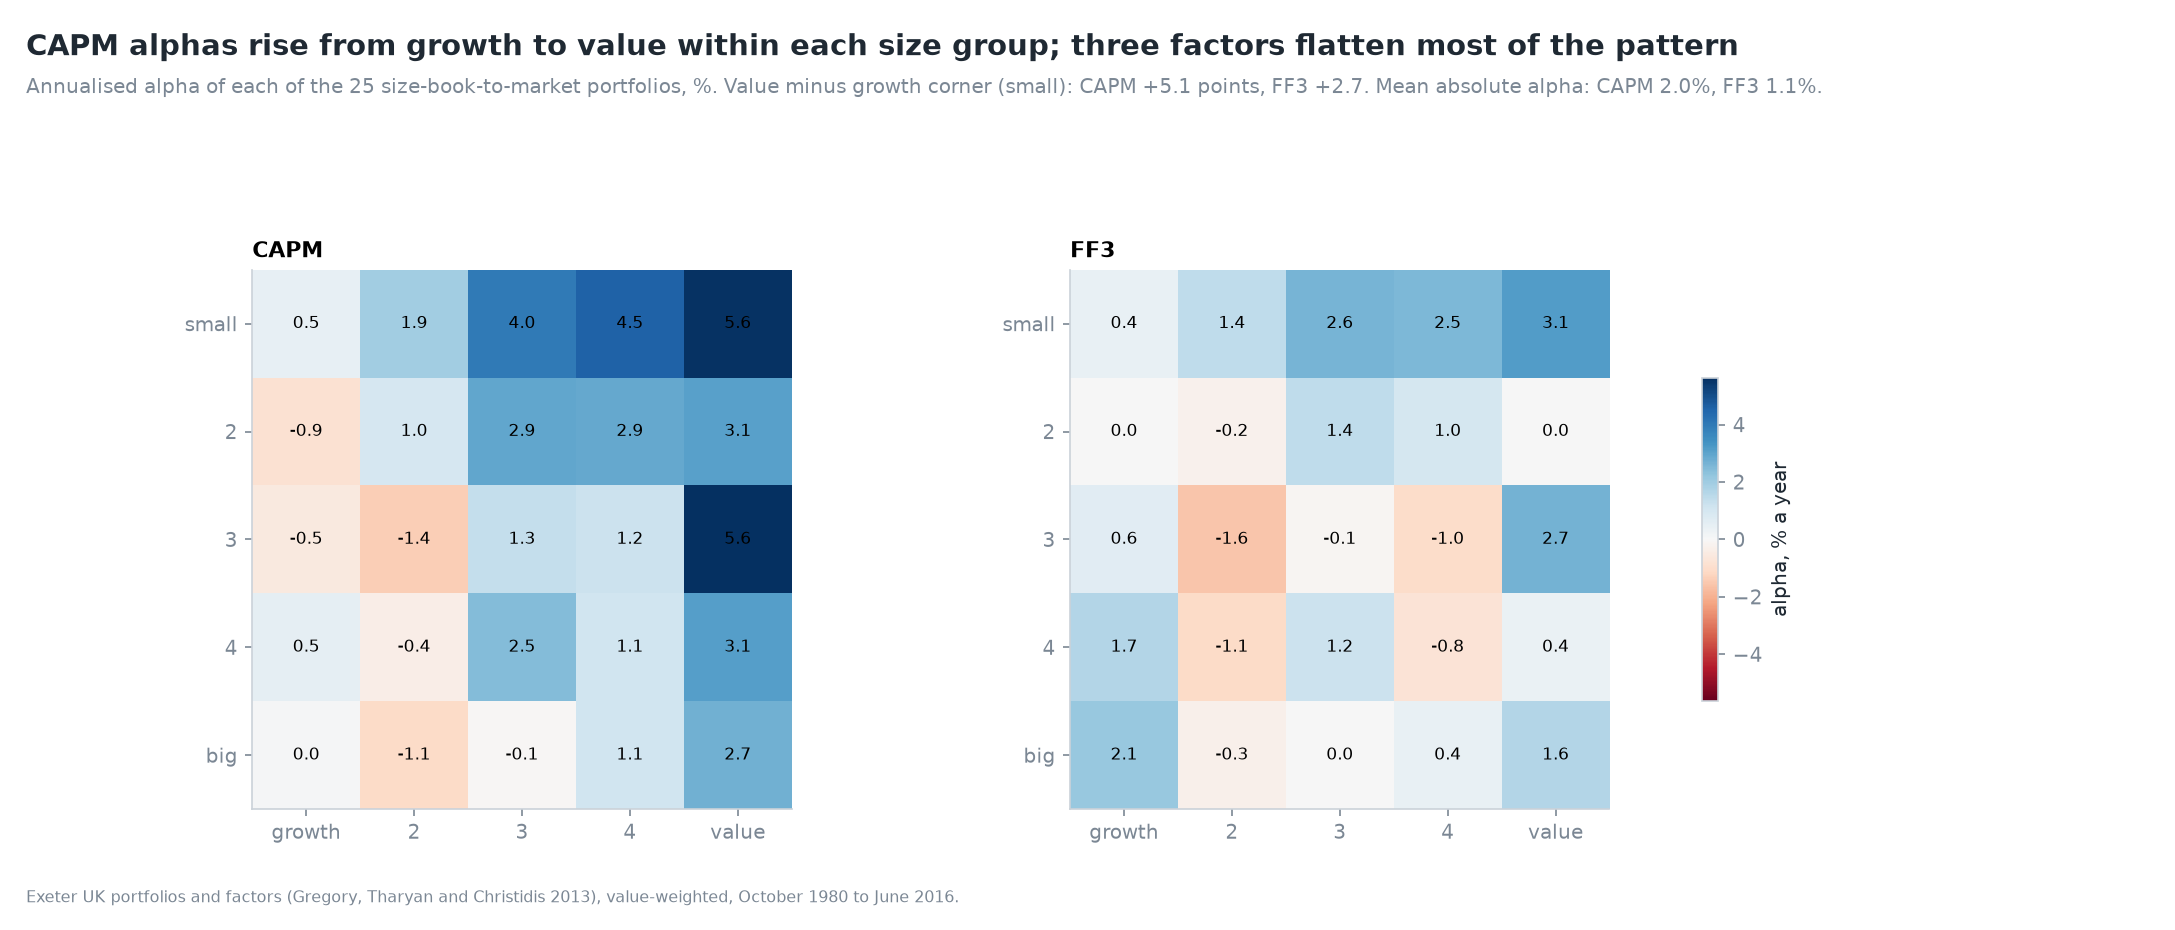 CAPM alphas rise from growth to value within each size group; three factors flatten most of the pattern
Annualised alpha of each of the 25 size-book-to-market portfolios, %. Value minus growth corner (small): CAPM +5.1 points, FF3 +2.7. Mean absolute alpha: CAPM 2.0%, FF3 1.1%.
CAPM
small 0.5 1.9 4.0 4.5 5.6
2 -0.9 1.0 2.9 2.9 3.1
3 -0.5 -1.4 1.3 1.2 5.6
4 0.5 -0.4 2.5 1.1 3.1
big 0.0 -1.1 -0.1 1.1 2.7
growth 2 3 4 value
FF3
small 0.4 1.4 2.6 2.5 3.1
2 0.0 -0.2 1.4 1.0 0.0
3 0.6 -1.6 -0.1 -1.0 2.7
4 1.7 -1.1 1.2 -0.8 0.4
big 2.1 -0.3 0.0 0.4 1.6
growth 2 3 4 value
4
2
0
−2
−4
alpha, % a year
Exeter UK portfolios and factors (Gregory, Tharyan and Christidis 2013), value-weighted, October 1980 to June 2016.